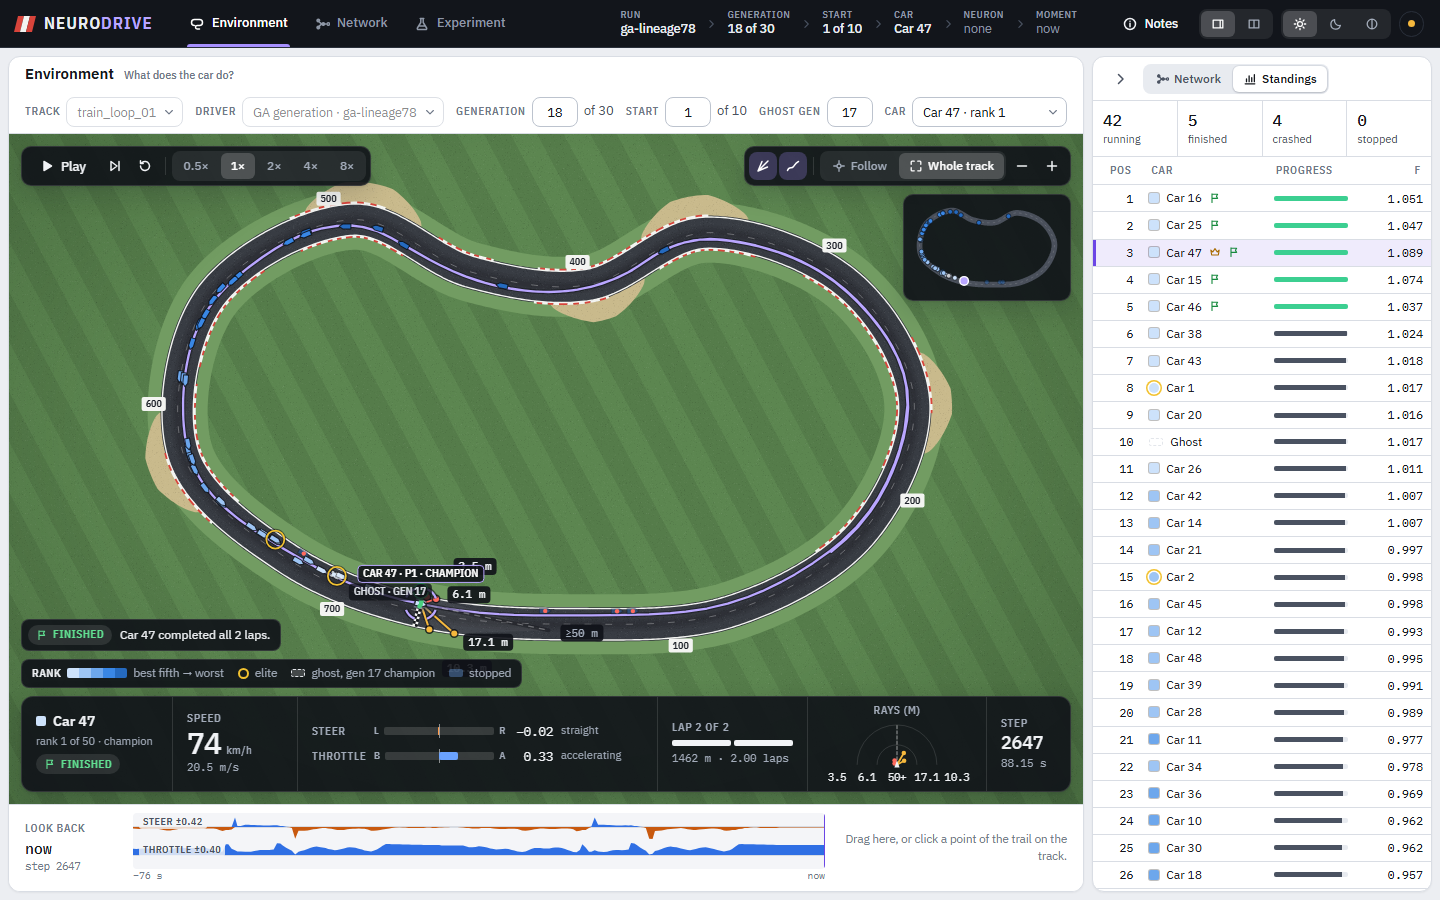 NEURODRIVE
Environment
Network
Experiment
RUN
ga-lineage78
GENERATION
18 of 30
START
1 of 10
CAR
Car 47
NEURON
none
MOMENT
now
Notes
Environment What does the car do?
TRACK train_loop_01 DRIVER GA generation · ga-lineage78 GENERATION 18 of 30 START 1 of 10 GHOST GEN 17 CAR Car 47 · rank 1
Play 0.5× 1× 2× 4× 8×
Follow Whole track − +
500
400
300
600
200
700
100
CAR 47 · P1 · CHAMPION
GHOST · GEN 17
6.1 m
17.1 m
≥50 m
FINISHED Car 47 completed all 2 laps.
RANK best fifth → worst elite ghost, gen 17 champion stopped
Car 47
rank 1 of 50 · champion
FINISHED
SPEED
74 km/h
20.5 m/s
STEER L R −0.02 straight
THROTTLE B A 0.33 accelerating
LAP 2 OF 2
1462 m · 2.00 laps
RAYS (M)
3.5 6.1 50+ 17.1 10.3
STEP
2647
88.15 s
LOOK BACK
now
step 2647
STEER ±0.42
THROTTLE ±0.40
−76 s
now
Drag here, or click a point of the trail on the
track.
Network Standings
42 running
5 finished
4 crashed
0 stopped
POS CAR PROGRESS F
1 Car 16 1.051
2 Car 25 1.047
3 Car 47 1.089
4 Car 15 1.074
5 Car 46 1.037
6 Car 38 1.024
7 Car 43 1.018
8 Car 1 1.017
9 Car 20 1.016
10 Ghost 1.017
11 Car 26 1.011
12 Car 42 1.007
13 Car 14 1.007
14 Car 21 0.997
15 Car 2 0.998
16 Car 45 0.998
17 Car 12 0.993
18 Car 48 0.995
19 Car 39 0.991
20 Car 28 0.989
21 Car 11 0.977
22 Car 34 0.978
23 Car 36 0.969
24 Car 10 0.962
25 Car 30 0.962
26 Car 18 0.957